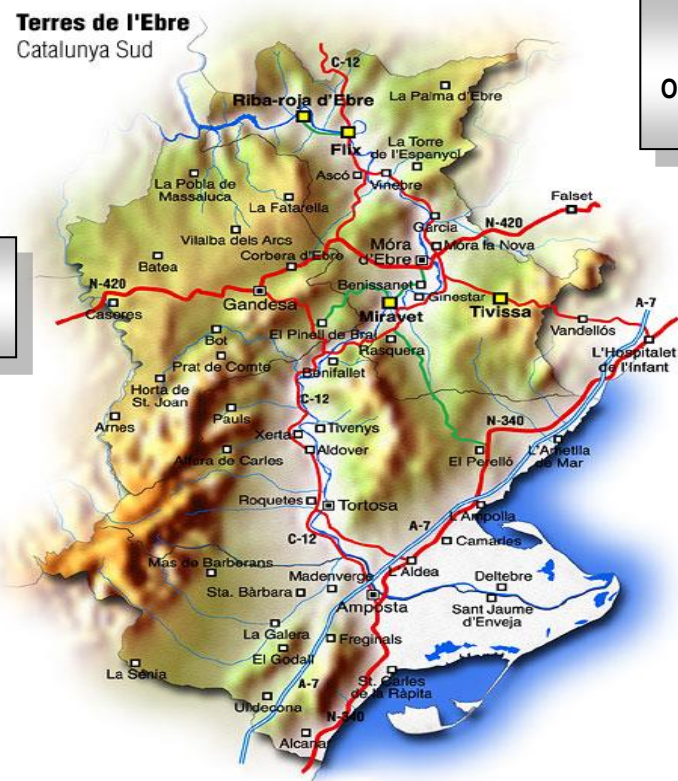 Terres de l'Ebre
Catalunya Sud
C-12
Riba-roja d'Ebre
La Palma d'Ebre
Flix
La Torre
de l'Espanyol
Ascó
Vinebre
La Pobla de
Massaluca
La Fatarella
Falset
Garcia
N-420
Vilalba dels Arcs
Móra
d'Ebre
Móra la Nova
Corbera d'Ebre
Batea
Benissanet
N-420
Ginestar
Tivissa
A-7
Caseres
Gandesa
Miravet
Vandellós
El Pinell de Brai
Bot
Rasquera
L'Hospitalet
de l'Infant
Prat de Comte
Benifallet
Horta de
St. Joan
C-12
Arnes
Pauls
N-340
Xerta
Tivenys
Aldover
L'Ametlla
de Mar
Alfara de Carles
El Perelló
Roquetes
Tortosa
L'Ampolla
A-7
C-12
Camarles
Mas de Barberans
L'Aldea
Madenverge
Deltebre
Sta. Bàrbara
Amposta
Sant Jaume
d'Enveja
La Galera
Freginals
El Godall
La Sénia
St. Carles
de la Ràpita
A-7
Ulldecona
N-340
Alcanar